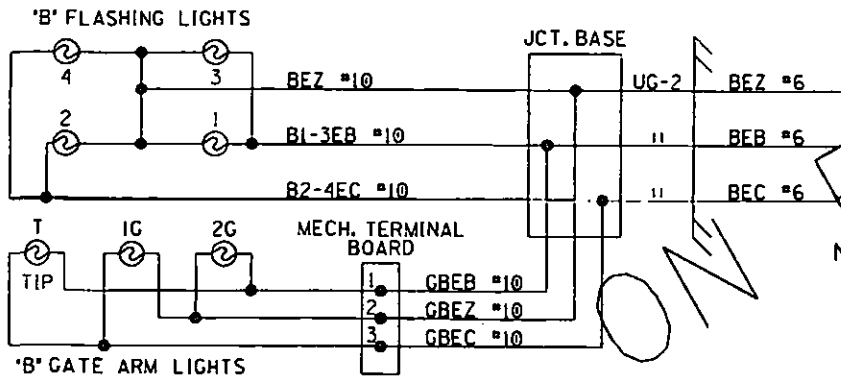 "B" FLASHING LIGHTS
JCT. BASE
4
3
BEZ #10
UG-2
BEZ #6
2
1
B1-3EB #10
"
BEB #6
B2-4EC #10
"
BEC #6
T
1G
2G
MECH. TERMINAL
BOARD
TIP
1
GBEB #10
2
GBEZ #10
3
GBEC #10
"B" GATE ARM LIGHTS
ON
N